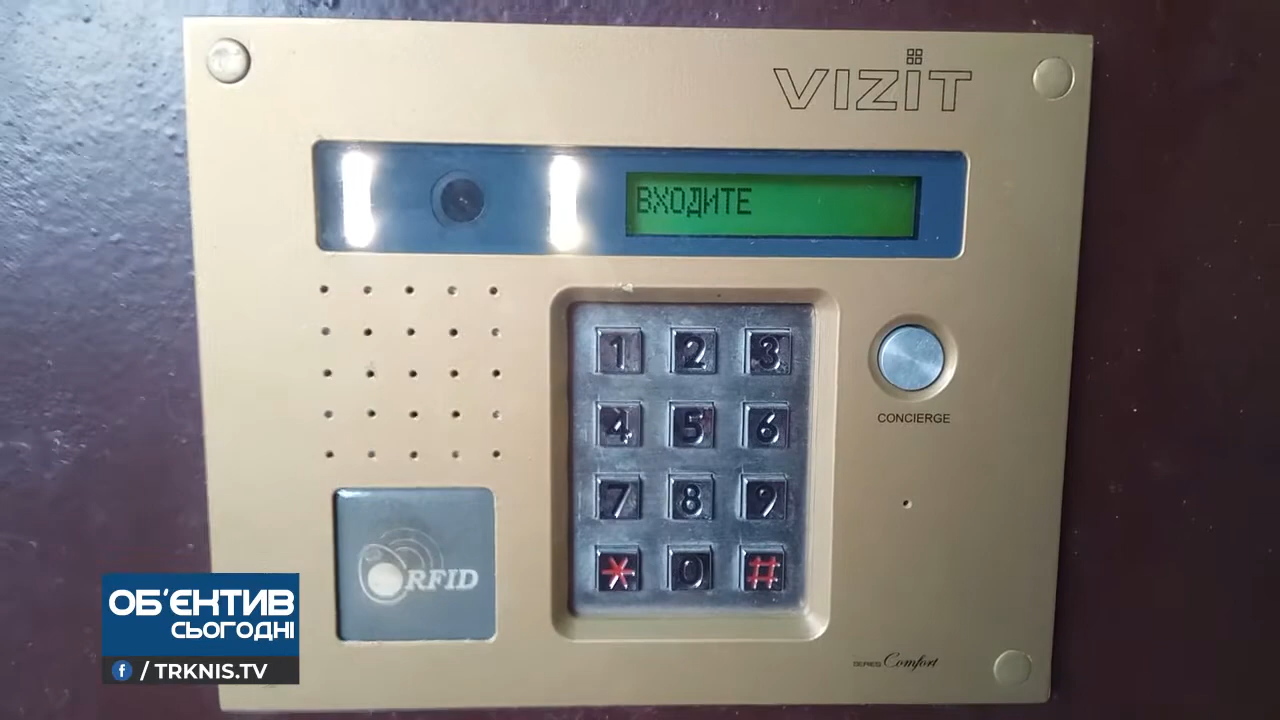 VIZIT
ВХОДИТЕ
1 2 3
4 5 6
7 8 9
* 0 #
CONCIERGE
RFID
SERIES Comfort
ОБ'ЄКТИВ
СЬОГОДНІ
f / TRKNIS.TV